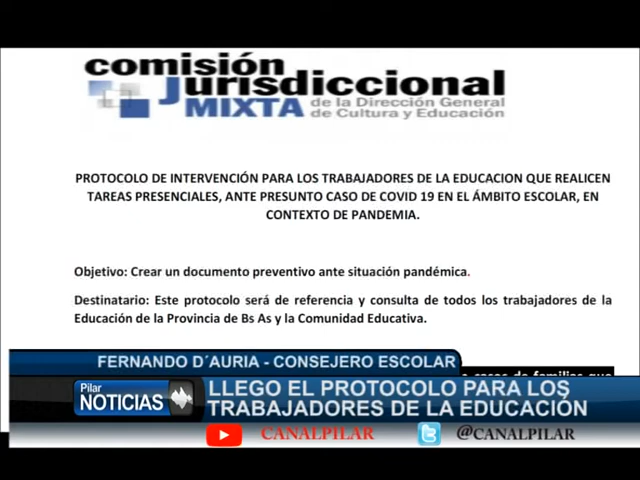 comisión
Jurisdiccional
MIXTA de la Dirección General
de Cultura y Educación
PROTOCOLO DE INTERVENCIÓN PARA LOS TRABAJADORES DE LA EDUCACION QUE REALICEN
TAREAS PRESENCIALES, ANTE PRESUNTO CASO DE COVID 19 EN EL ÁMBITO ESCOLAR, EN
CONTEXTO DE PANDEMIA.
Objetivo: Crear un documento preventivo ante situación pandémica.
Destinatario: Este protocolo será de referencia y consulta de todos los trabajadores de la
Educación de la Provincia de Bs As y la Comunidad Educativa.
casos de familias que
FERNANDO D´AURIA - CONSEJERO ESCOLAR
Pilar
NOTICIAS
LLEGO EL PROTOCOLO PARA LOS
TRABAJADORES DE LA EDUCACIÓN
CANALPILAR @CANALPILAR